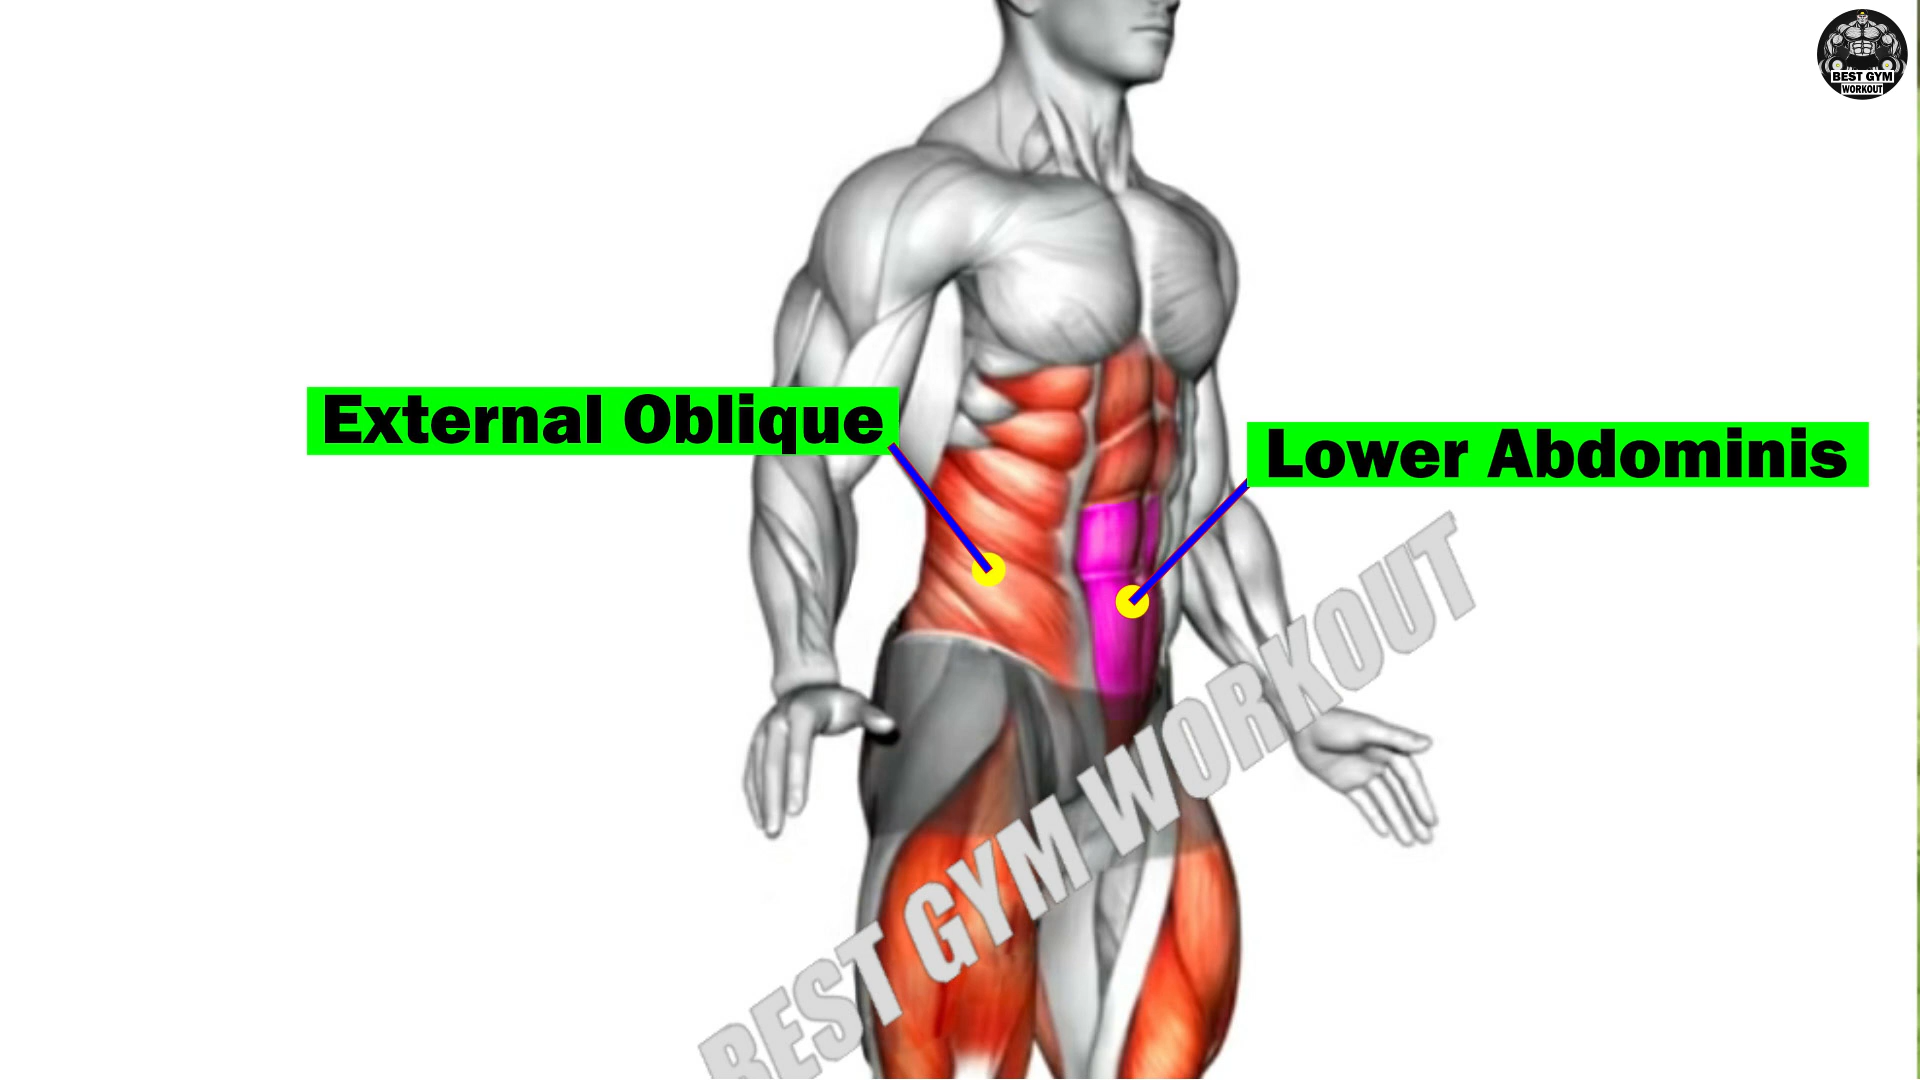 BEST GYM
WORKOUT
External Oblique
Lower Abdominis
BEST GYM WORKOUT